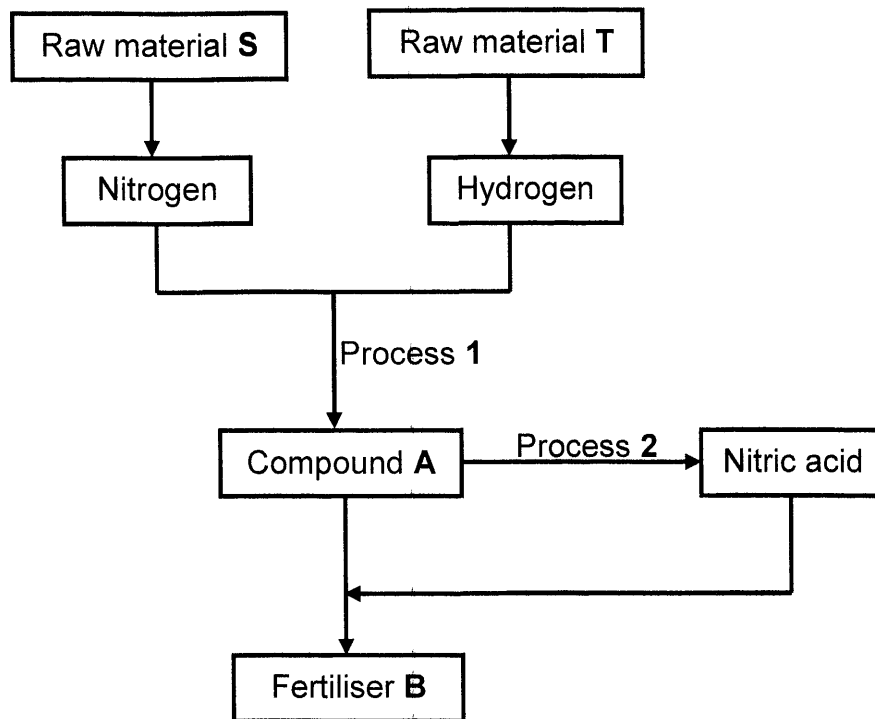 Raw material S
Raw material T
Nitrogen
Hydrogen
Process 1
Compound A
Process 2
Nitric acid
Fertiliser B